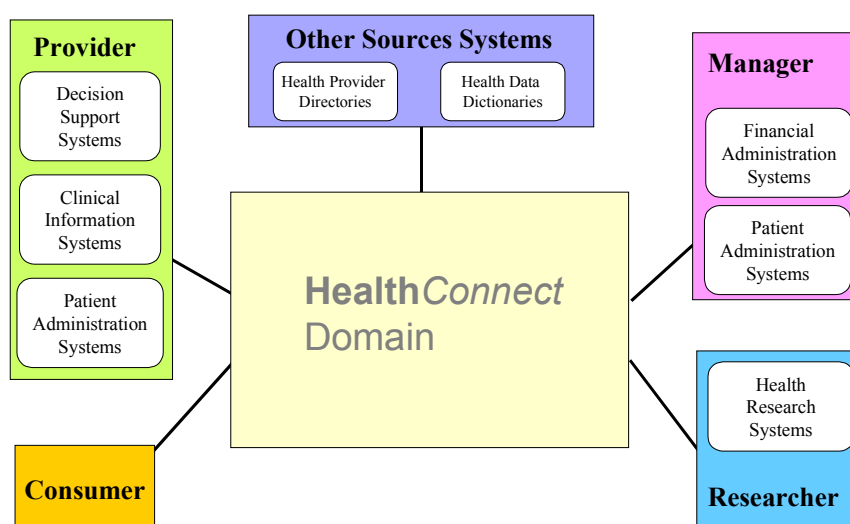 Provider
Decision
Support
Systems
Clinical
Information
Systems
Patient
Administration
Systems
Other Sources Systems
Health Provider
Directories
Health Data
Dictionaries
Manager
Financial
Administration
Systems
Patient
Administration
Systems
HealthConnect
Domain
Consumer
Health
Research
Systems
Researcher